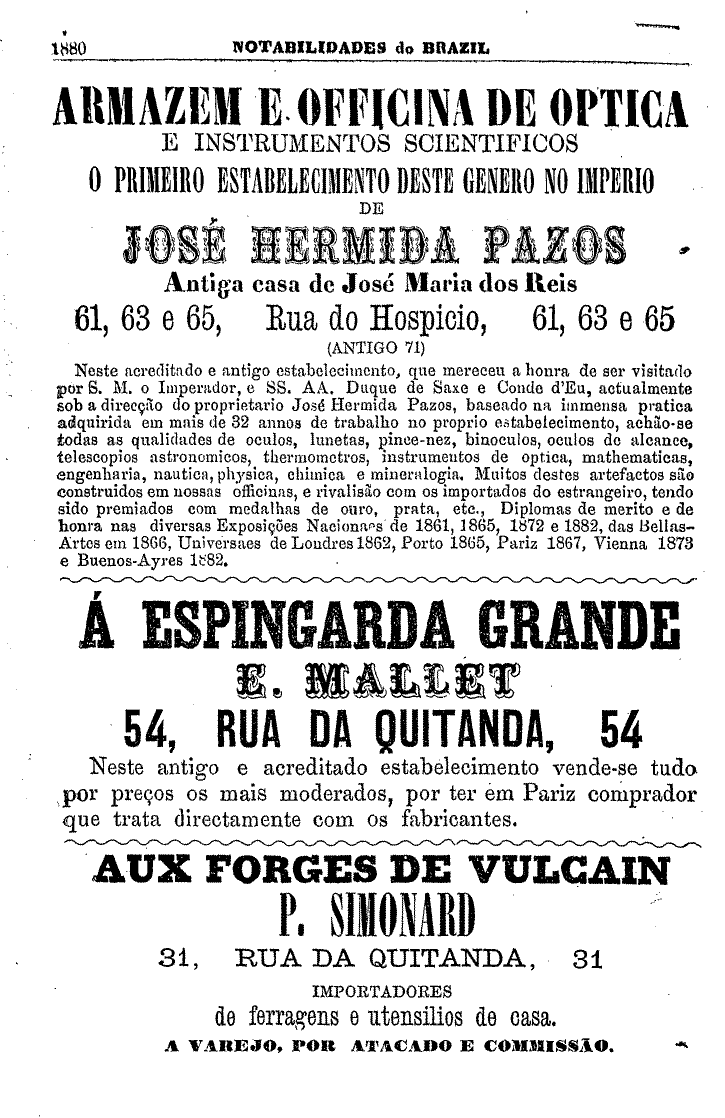 1880 NOTABILIDADES do BRAZIL
ARMAZEM E OFFICINA DE OPTICA
E INSTRUMENTOS SCIENTIFICOS
O PRIMEIRO ESTABELECIMENTO DESTE GENERO NO IMPERIO
DE
JOSÉ HERMIDA PAZOS
Antiga casa de José Maria dos Reis
61, 63 e 65, Rua do Hospicio, 61, 63 e 65
(ANTIGO 71)
Neste acreditado e antigo estabelecimento, que mereceu a honra de ser visitado
por S. M. o Imperador, e SS. AA. Duque de Saxe e Conde d'Eu, actualmente
sob a direcção do proprietario José Hermida Pazos, baseado na immensa pratica
adquirida em mais de 32 annos de trabalho no proprio estabelecimento, achão-se
todas as qualidades de oculos, lunetas, pince-nez, binoculos, oculos de alcance,
telescopios astronomicos, thermometros, instrumentos de optica, mathematicas,
engenharia, nautica, physica, chimica e mineralogia. Muitos destes artefactos são
construidos em nossas officinas, e rivalisão com os importados do estrangeiro, tendo
sido premiados com medalhas de ouro, prata, etc., Diplomas de merito e de
honra nas diversas Exposições Nacionaes de 1861, 1865, 1872 e 1882, das Bellas-
Artes em 1866, Universaes de Londres 1862, Porto 1865, Pariz 1867, Vienna 1873
e Buenos-Ayres 1882.
Á ESPINGARDA GRANDE
E. MALLET
54, RUA DA QUITANDA, 54
Neste antigo e acreditado estabelecimento vende-se tudo
por preços os mais moderados, por ter em Pariz comprador
que trata directamente com os fabricantes.
AUX FORGES DE VULCAIN
P. SIMONARD
31, RUA DA QUITANDA, 31
IMPORTADORES
de ferragens e utensilios de casa.
A VAREJO, POR ATACADO E COMMISSÃO.